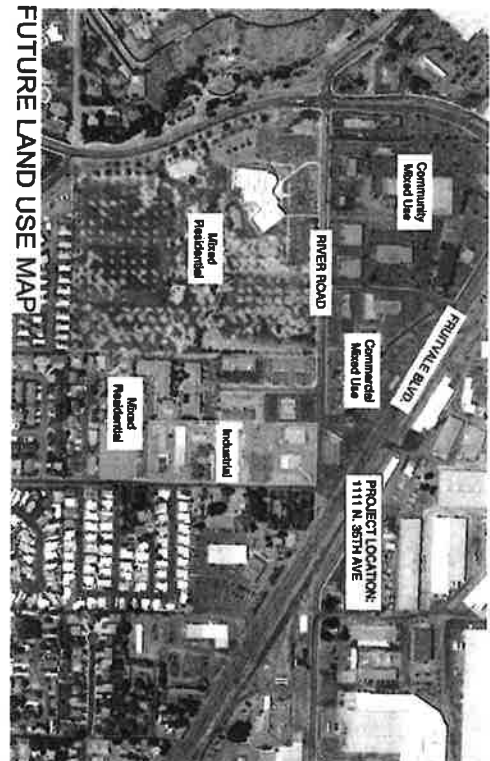 FUTURE LAND USE MAP
Community
Mixed Use
FRUITVALE BLVD.
Commercial
Mixed Use
PROJECT LOCATION:
1111 N. 35TH AVE
RIVER ROAD
Mixed
Residential
Industrial
Mixed
Residential